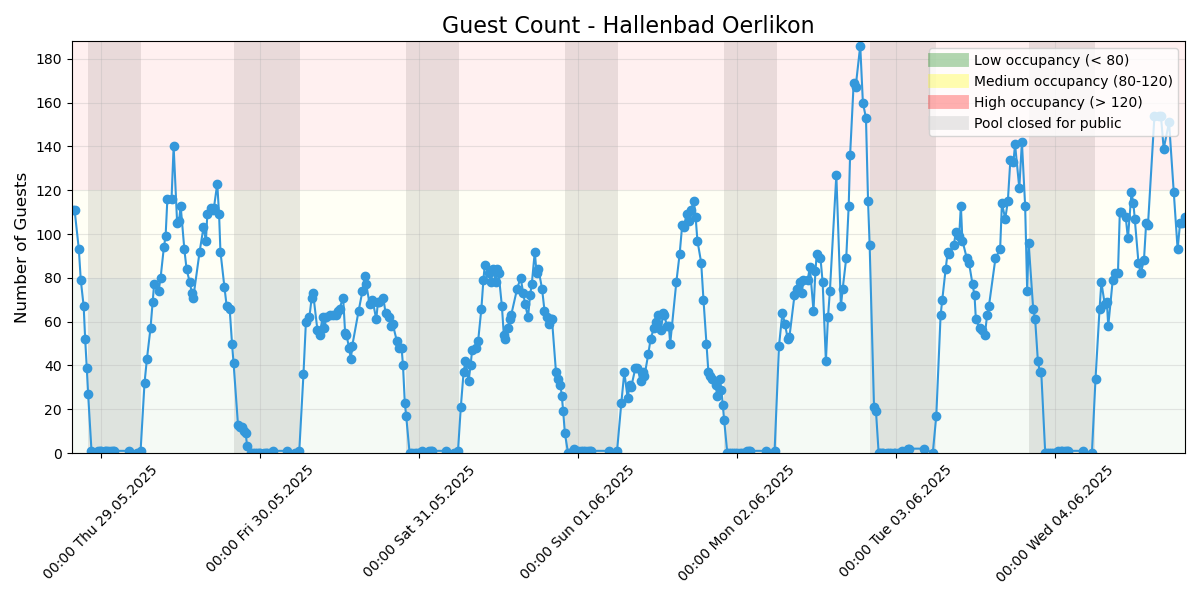 Guest Count - Hallenbad Oerlikon
Number of Guests
180
160
140
120
100
80
60
40
20
0
Low occupancy (< 80)
Medium occupancy (80-120)
High occupancy (> 120)
Pool closed for public
00:00 Thu 29.05.2025
00:00 Fri 30.05.2025
00:00 Sat 31.05.2025
00:00 Sun 01.06.2025
00:00 Mon 02.06.2025
00:00 Tue 03.06.2025
00:00 Wed 04.06.2025